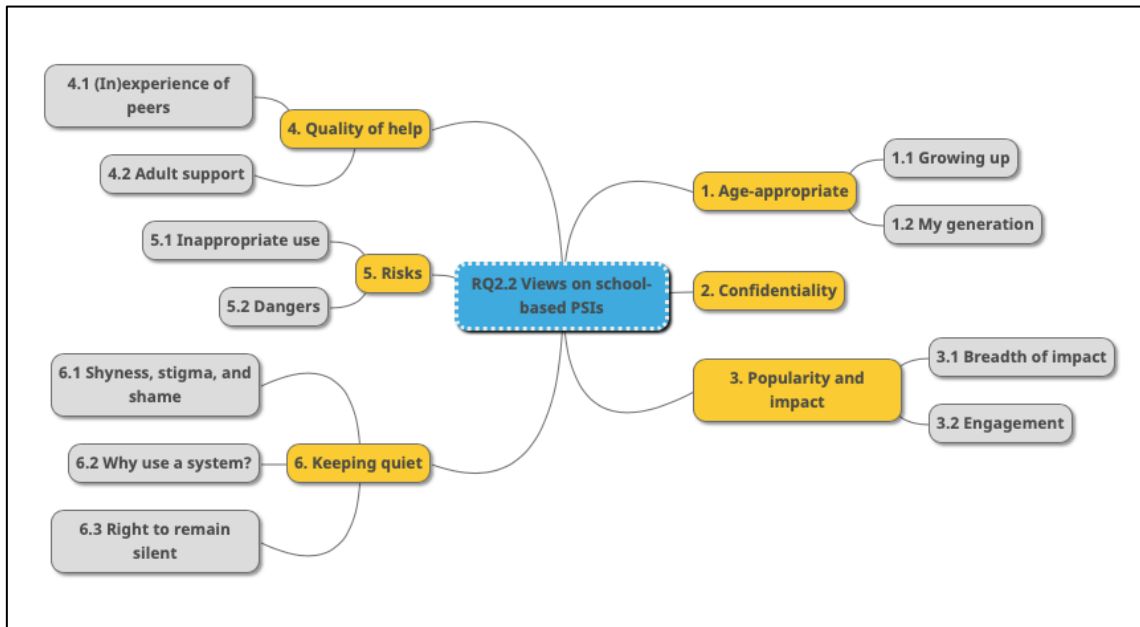 RQ2.2 Views on school-
based PSIs
1. Age-appropriate
1.1 Growing up
1.2 My generation
2. Confidentiality
3. Popularity and
impact
3.1 Breadth of impact
3.2 Engagement
4. Quality of help
4.1 (In)experience of
peers
4.2 Adult support
5. Risks
5.1 Inappropriate use
5.2 Dangers
6. Keeping quiet
6.1 Shyness, stigma, and
shame
6.2 Why use a system?
6.3 Right to remain
silent